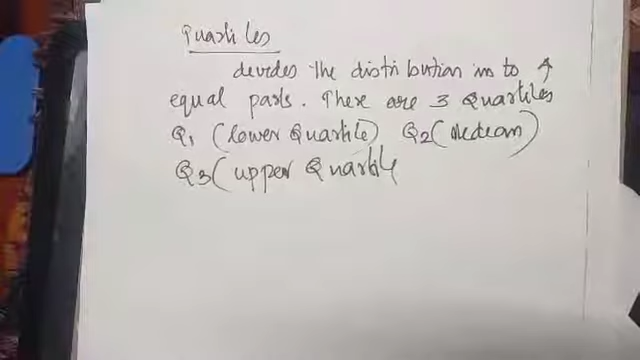 Quartiles
devides the distribution in to 4
equal parts. There are 3 Quartiles
Q1 (lower Quartile) Q2 (Median)
Q3 (upper Quartile